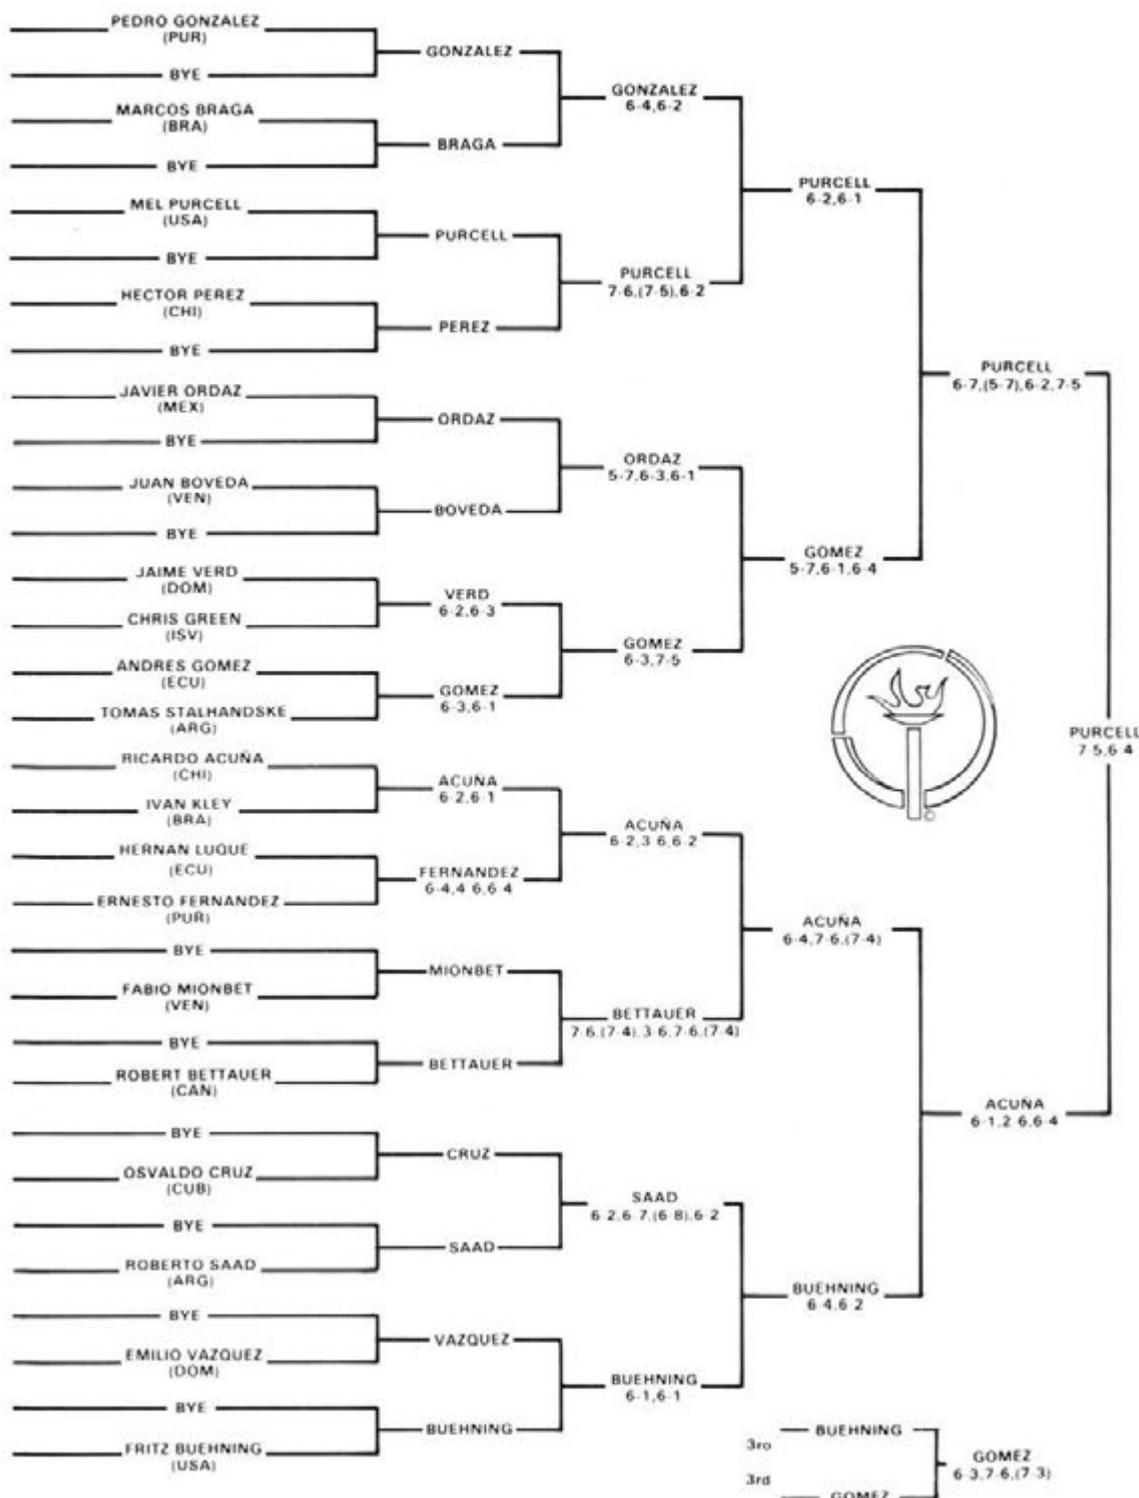 PEDRO GONZALEZ
(PUR)
BYE
MARCOS BRAGA
(BRA)
BYE
MEL PURCELL
(USA)
BYE
HECTOR PEREZ
(CHI)
BYE
JAVIER ORDAZ
(MEX)
BYE
JUAN BOVEDA
(VEN)
BYE
JAIME VERD
(DOM)
CHRIS GREEN
(ISV)
ANDRES GOMEZ
(ECU)
TOMAS STALHANDSKE
(ARG)
RICARDO ACUÑA
(CHI)
IVAN KLEY
(BRA)
HERNAN LUQUE
(ECU)
ERNESTO FERNANDEZ
(PUR)
BYE
FABIO MIONBET
(VEN)
BYE
ROBERT BETTAUER
(CAN)
BYE
OSVALDO CRUZ
(CUB)
BYE
ROBERTO SAAD
(ARG)
BYE
EMILIO VAZQUEZ
(DOM)
BYE
FRITZ BUEHNING
(USA)
GONZALEZ
BRAGA
PURCELL
PEREZ
ORDAZ
BOVEDA
VERD
6-2,6-3
GOMEZ
6-3,6-1
ACUÑA
6-2,6-1
FERNANDEZ
6-4,4 6,6 4
MIONBET
BETTAUER
CRUZ
SAAD
VAZQUEZ
BUEHNING
GONZALEZ
6-4,6-2
PURCELL
7-6,(7-5),6-2
ORDAZ
5-7,6-3,6-1
GOMEZ
6-3,7-5
ACUÑA
6-2,3 6,6-2
BETTAUER
7 6,(7-4),3-6,7-6,(7-4)
SAAD
6-2,6 7,(6-8),6-2
BUEHNING
6-1,6-1
PURCELL
6-2,6-1
GOMEZ
5-7,6-1,6-4
ACUÑA
6-4,7-6,(7-4)
BUEHNING
6-4,6-2
PURCELL
6-7,(5-7),6-2,7-5
ACUÑA
6-1,2 6,6-4
PURCELL
7 5,6 4
3ro
BUEHNING
3rd
GOMEZ
GOMEZ
6-3,7-6,(7-3)